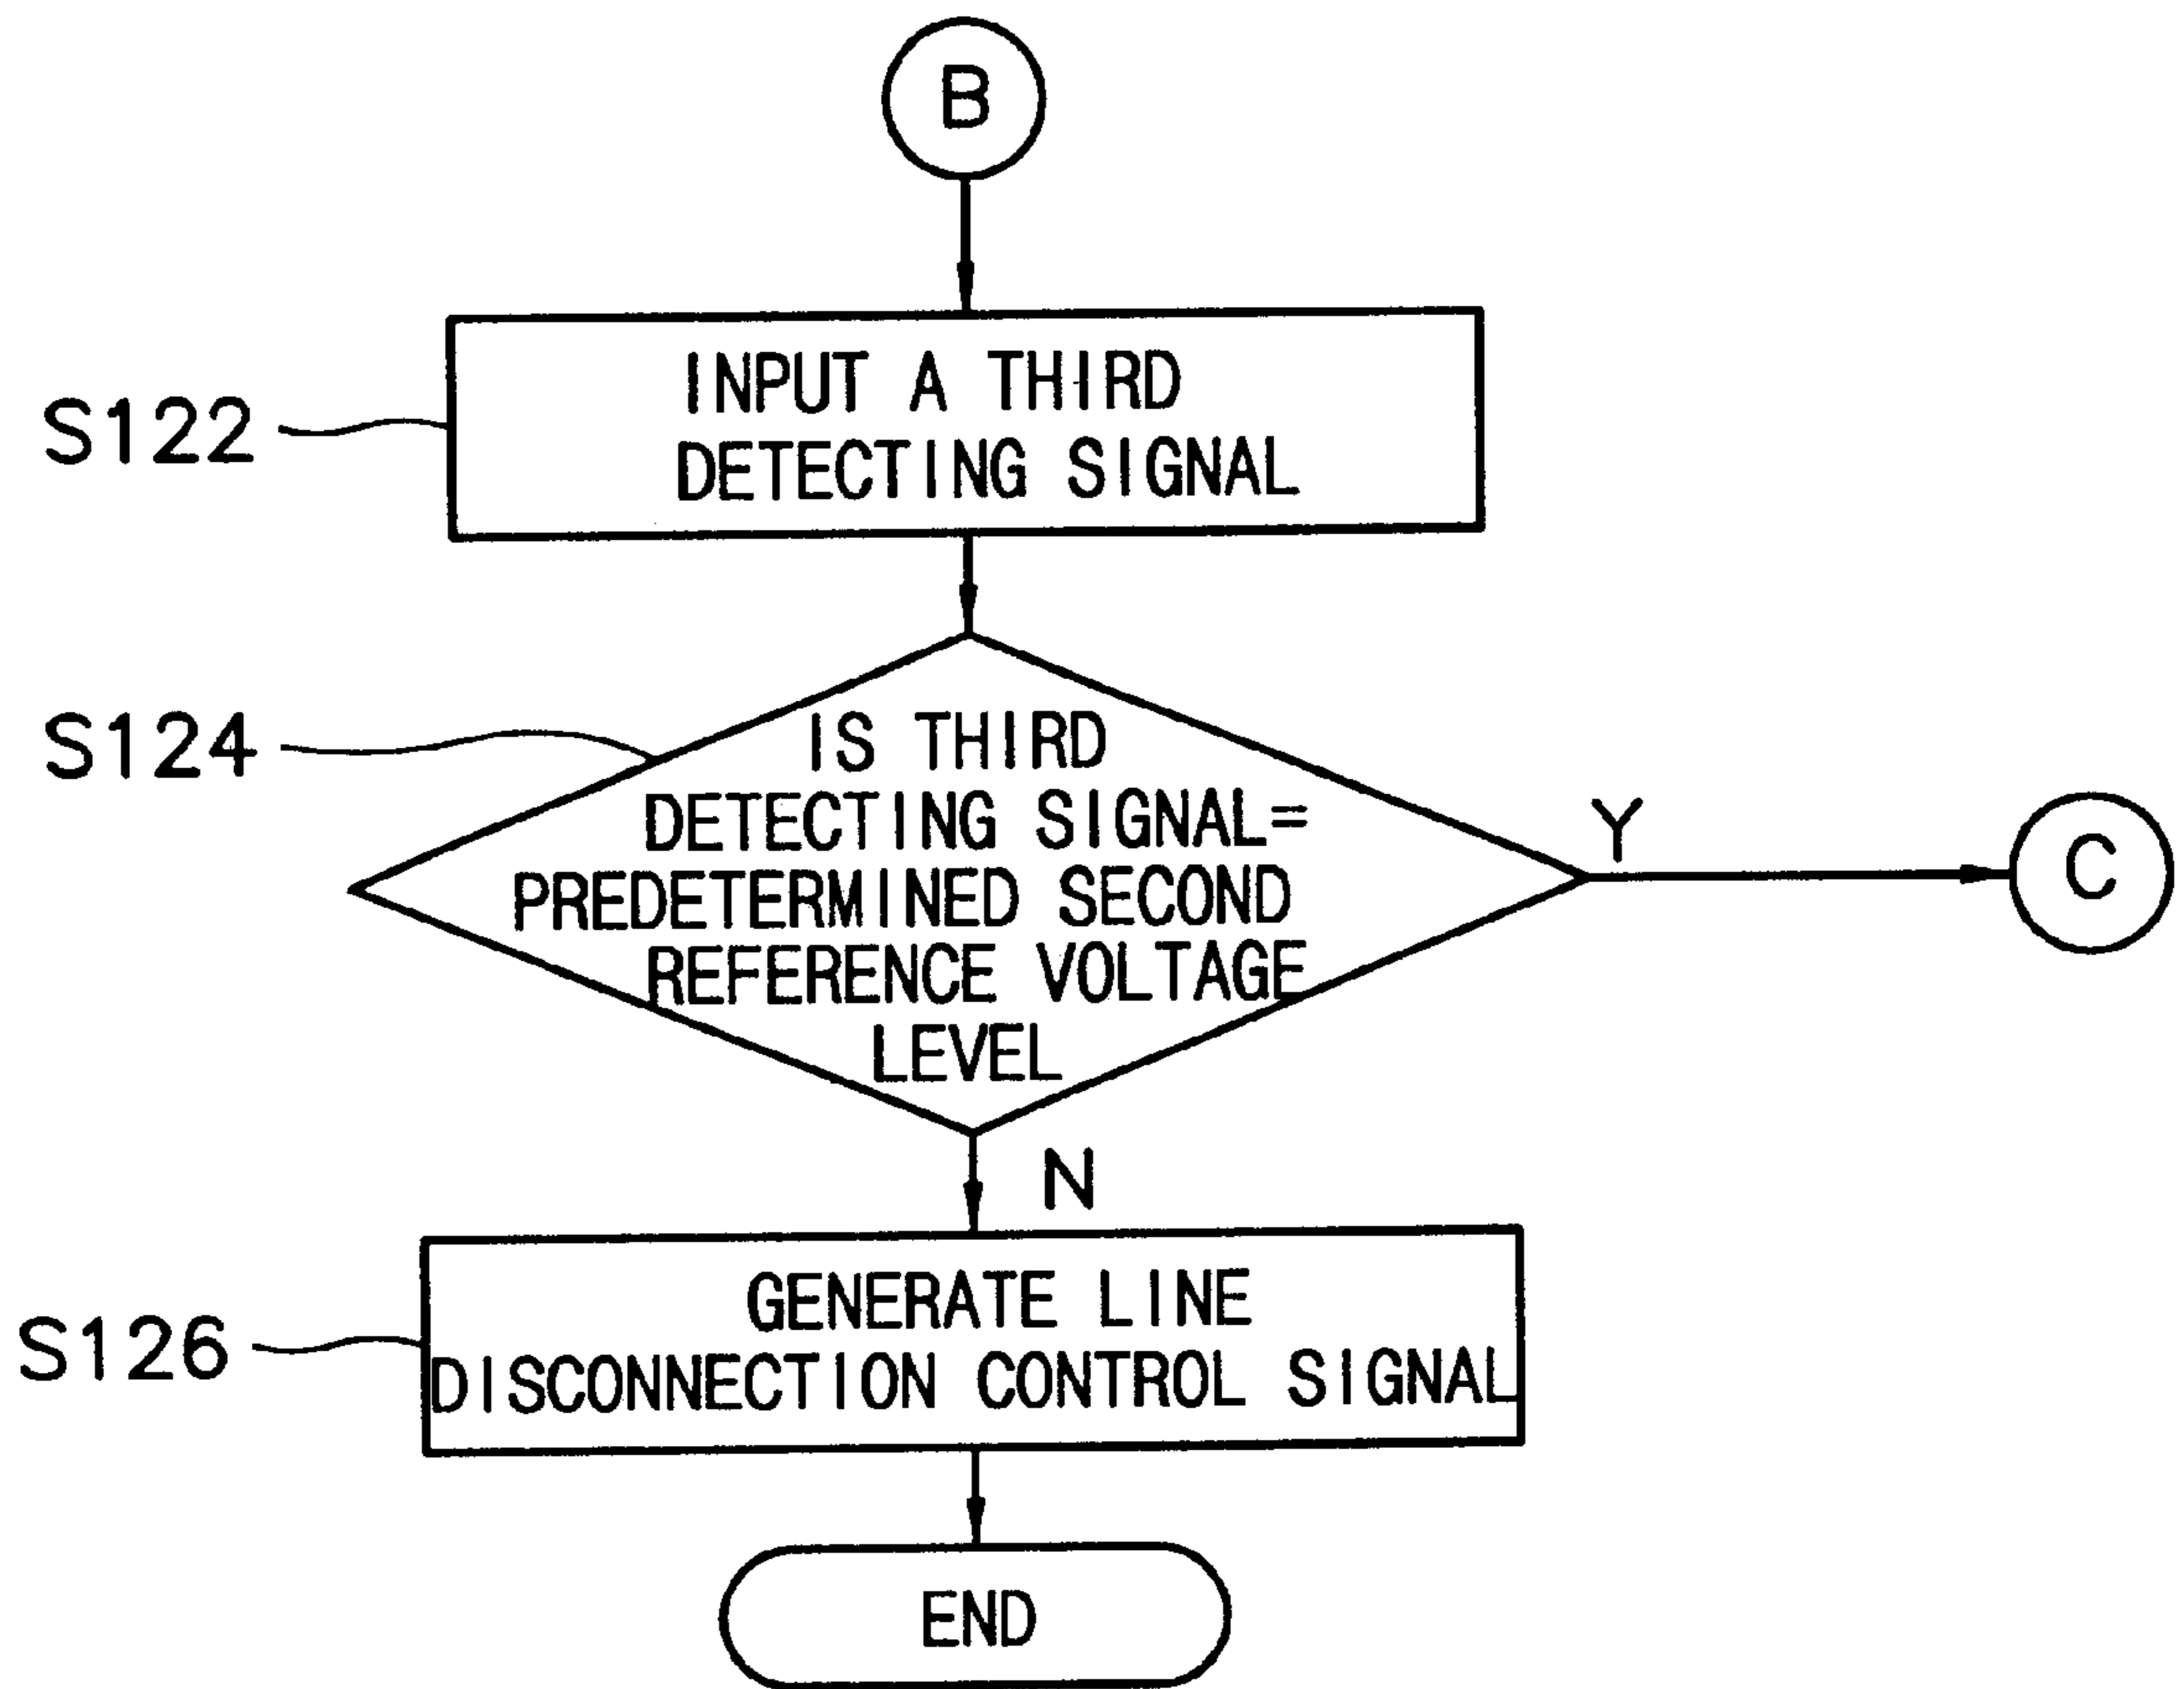 B
S122
INPUT A THIRD
DETECTING SIGNAL
S124
IS THIRD
DETECTING SIGNAL=
PREDETERMINED SECOND
REFERENCE VOLTAGE
LEVEL
Y
C
N
S126
GENERATE LINE
DISCONNECTION CONTROL SIGNAL
END